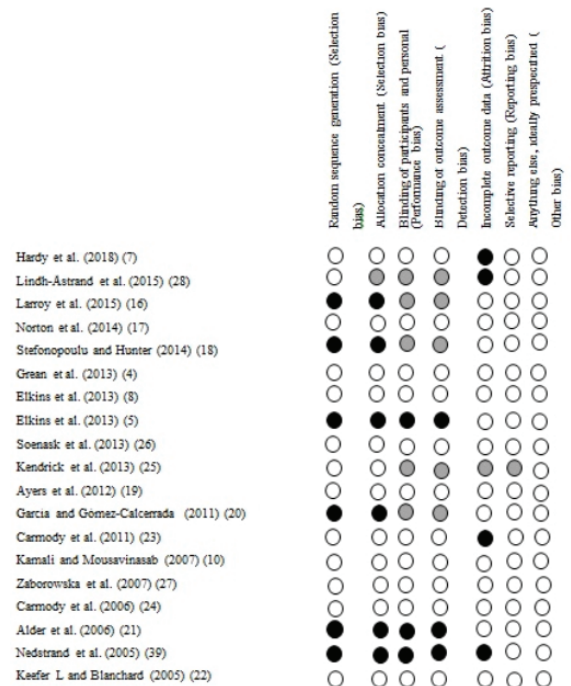 Random sequence generation (Selection
bias)
Allocation concealment (Selection bias)
Blinding of participants and personal
(Performance bias)
Blinding of outcome assessment (
Detection bias)
Incomplete outcome data (Attrition bias)
Selective reporting (Reporting bias)
Anything else, ideally prespecified (
Other bias)
Hardy et al. (2018) (7)
Lindh-Astrand et al. (2015) (28)
Larroy et al. (2015) (16)
Norton et al. (2014) (17)
Stefonopoulu and Hunter (2014) (18)
Grean et al. (2013) (4)
Elkins et al. (2013) (8)
Elkins et al. (2013) (5)
Soenask et al. (2013) (26)
Kendrick et al. 2013) (25)
Ayers et al. (2012) (19)
Garcia and Gómez-Calcerrada (2011) (20)
Carmody et al. (2011) (23)
Kamali and Mousavinasab (2007) (10)
Zaborowska et al. (2007) (27)
Carmody et al. (2006) (24)
Alder et al. (2006) (21)
Nedstrand et al. (2005) (39)
Keefer L and Blanchard (2005) (22)